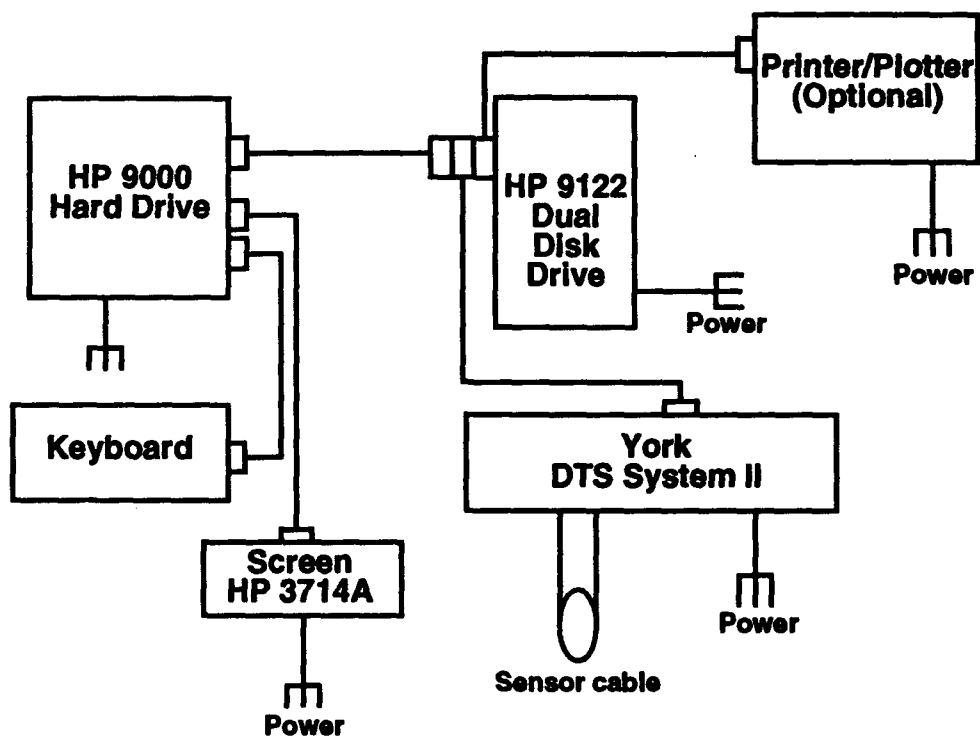 Printer/Plotter
(Optional)
HP 9000
Hard Drive
HP 9122
Dual
Disk
Drive
Power
Power
Keyboard
York
DTS System II
Screen
HP 3714A
Power
Sensor cable
Power